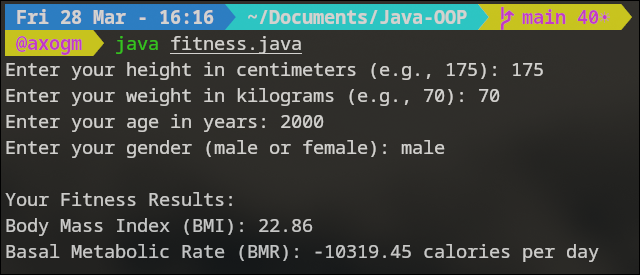 Fri 28 Mar - 16:16 ~/Documents/Java-OOP main 40·
@axogm java fitness.java
Enter your height in centimeters (e.g., 175): 175
Enter your weight in kilograms (e.g., 70): 70
Enter your age in years: 2000
Enter your gender (male or female): male
Your Fitness Results:
Body Mass Index (BMI): 22.86
Basal Metabolic Rate (BMR): -10319.45 calories per day